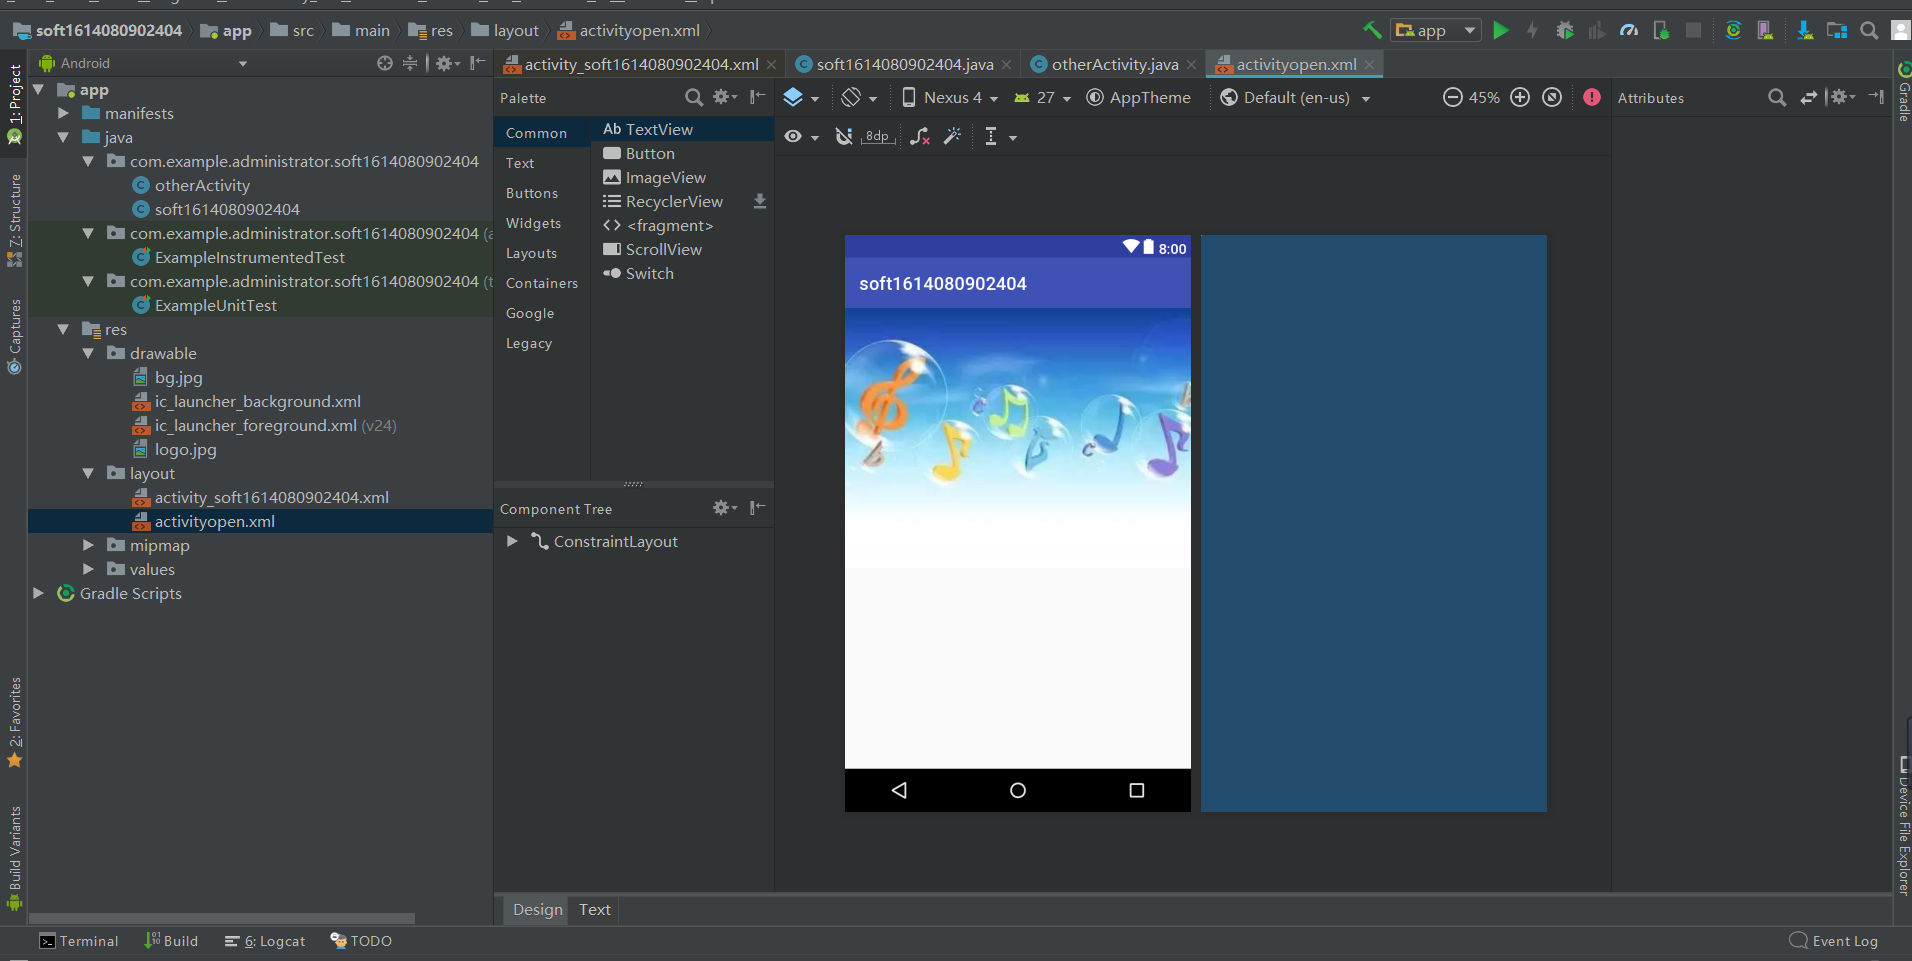 soft1614080902404 app src main res layout activityopen.xml
app
Android
activity_soft1614080902404.xml soft1614080902404.java otherActivity.java activityopen.xml
1: Project
Z: Structure
Captures
2: Favorites
Build Variants
app
manifests
java
com.example.administrator.soft1614080902404
otherActivity
soft1614080902404
com.example.administrator.soft1614080902404 (a
ExampleInstrumentedTest
com.example.administrator.soft1614080902404 (t
ExampleUnitTest
res
drawable
bg.jpg
ic_launcher_background.xml
ic_launcher_foreground.xml (v24)
logo.jpg
layout
activity_soft1614080902404.xml
activityopen.xml
mipmap
values
Gradle Scripts
Palette
Common
Text
Buttons
Widgets
Layouts
Containers
Google
Legacy
Ab TextView
Button
ImageView
RecyclerView
<fragment>
ScrollView
Switch
Component Tree
ConstraintLayout
Nexus 4 27 AppTheme Default (en-us) 45%
8dp
8:00
soft1614080902404
Attributes
Gradle
Device File Explorer
Design Text
Terminal Build 6: Logcat TODO
Event Log